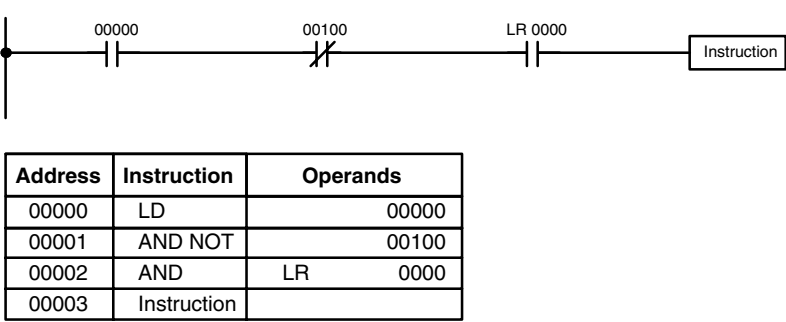 00000 00100 LR 0000
Instruction
Address Instruction Operands
00000 LD 00000
00001 AND NOT 00100
00002 AND LR 0000
00003 Instruction